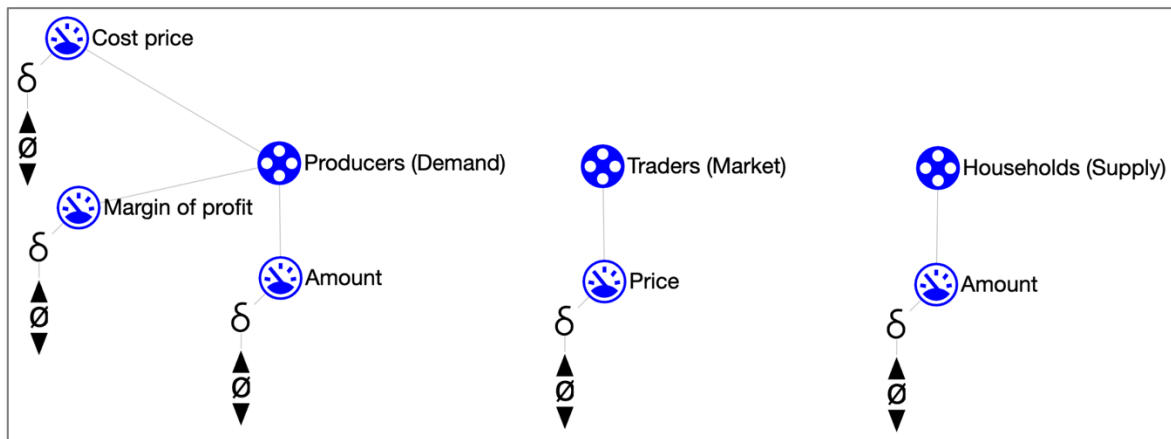 Cost price
δ
Ø
Producers (Demand)
Traders (Market)
Households (Supply)
Margin of profit
δ
Ø
Amount
δ
Ø
Price
δ
Ø
Amount
δ
Ø